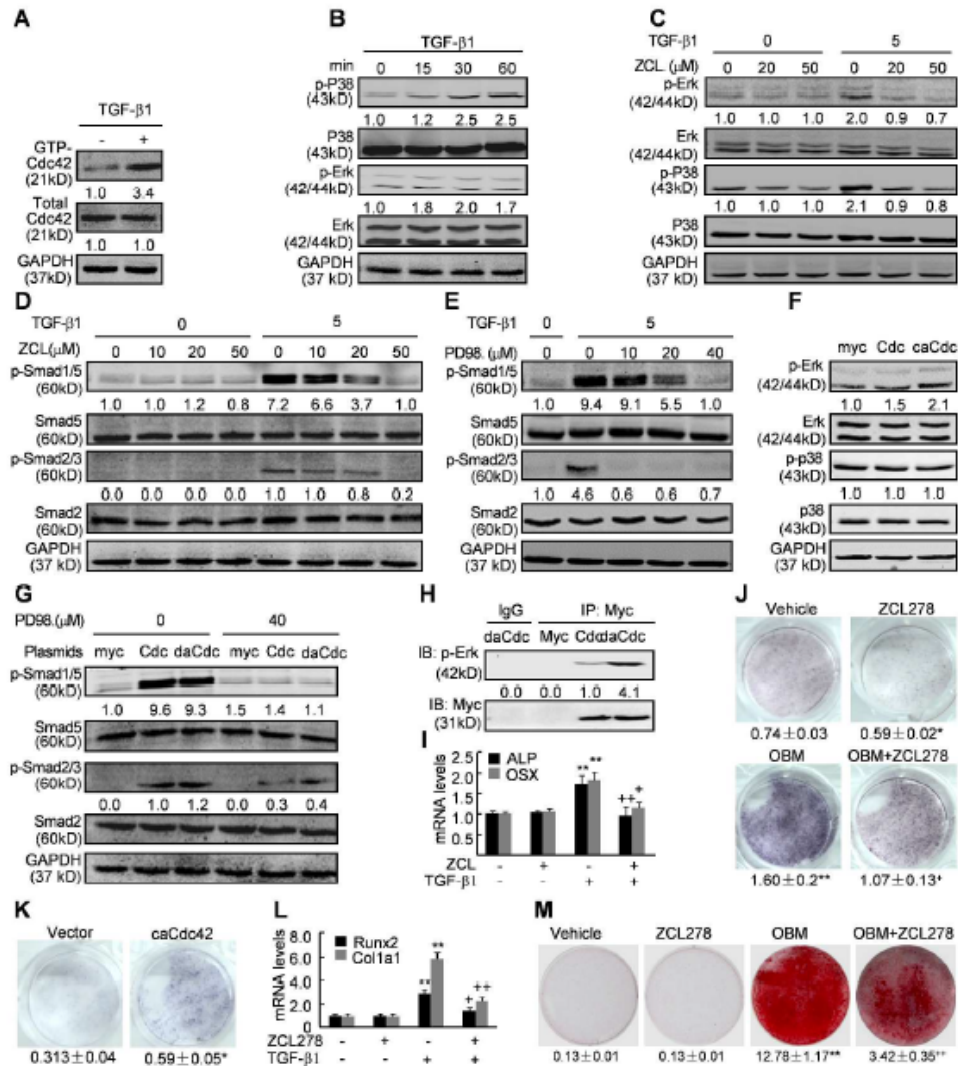 A
TGF-β1
- +
GTP-
Cdc42
(21kD)
1.0 3.4
Total
Cdc42
(21kD)
1.0 1.0
GAPDH
(37kD)
B
TGF-β1
min 0 15 30 60
p-P38
(43kD)
1.0 1.2 2.5 2.5
P38
(43kD)
p-Erk
(42/44kD)
1.0 1.8 2.0 1.7
Erk
(42/44kD)
GAPDH
(37 kD)
C
TGF-β1 0 5
ZCL. (μM) 0 20 50 0 20 50
p-Erk
(42/44kD)
1.0 1.0 1.0 2.0 0.9 0.7
Erk
(42/44kD)
p-P38
(43kD)
1.0 1.0 1.0 2.1 0.9 0.8
P38
(43kD)
GAPDH
(37 kD)
D
TGF-β1 0 5
ZCL(μM) 0 10 20 50 0 10 20 50
p-Smad1/5
(60kD)
1.0 1.0 1.2 0.8 7.2 6.6 3.7 1.0
Smad5
(60kD)
p-Smad2/3
(60kD)
0.0 0.0 0.0 0.0 1.0 1.0 0.8 0.2
Smad2
(60kD)
GAPDH
(37 kD)
E
TGF-β1 0 5
PD98. (μM) 0 0 10 20 40
p-Smad1/5
(60kD)
1.0 9.4 9.1 5.5 1.0
Smad5
(60kD)
p-Smad2/3
(60kD)
1.0 4.6 0.6 0.6 0.7
Smad2
(60kD)
GAPDH
(37 kD)
F
myc Cdc caCdc
p-Erk
(42/44kD)
1.0 1.5 2.1
Erk
(42/44kD)
p-p38
(43kD)
1.0 1.0 1.0
p38
(43kD)
GAPDH
(37 kD)
G
PD98.(μM) 0 40
Plasmids myc Cdc daCdc myc Cdc daCdc
p-Smad1/5
(60kD)
1.0 9.6 9.3 1.5 1.4 1.1
Smad5
(60kD)
p-Smad2/3
(60kD)
0.0 1.0 1.2 0.0 0.3 0.4
Smad2
(60kD)
GAPDH
(37 kD)
H
IgG IP: Myc
daCdc Myc Cdc daCdc
IB: p-Erk
(42kD)
0.0 0.0 1.0 4.1
IB: Myc
(31kD)
I
ALP
OSX
mRNA levels
2.5
2.0
1.5
1.0
0.5
** **
++ +
ZCL - + - +
TGF-β1 - - + +
J
Vehicle ZCL278
0.74±0.03 0.59±0.02*
OBM OBM+ZCL278
1.60±0.2** 1.07±0.13+
K
Vector caCdc42
0.313±0.04 0.59±0.05*
L
Runx2
Col1a1
mRNA levels
8.0
6.0
4.0
2.0
0
** **
+ ++
ZCL278 - + - +
TGF-β1 - - + +
M
Vehicle ZCL278 OBM OBM+ZCL278
0.13±0.01 0.13±0.01 12.78±1.17** 3.42±0.35++